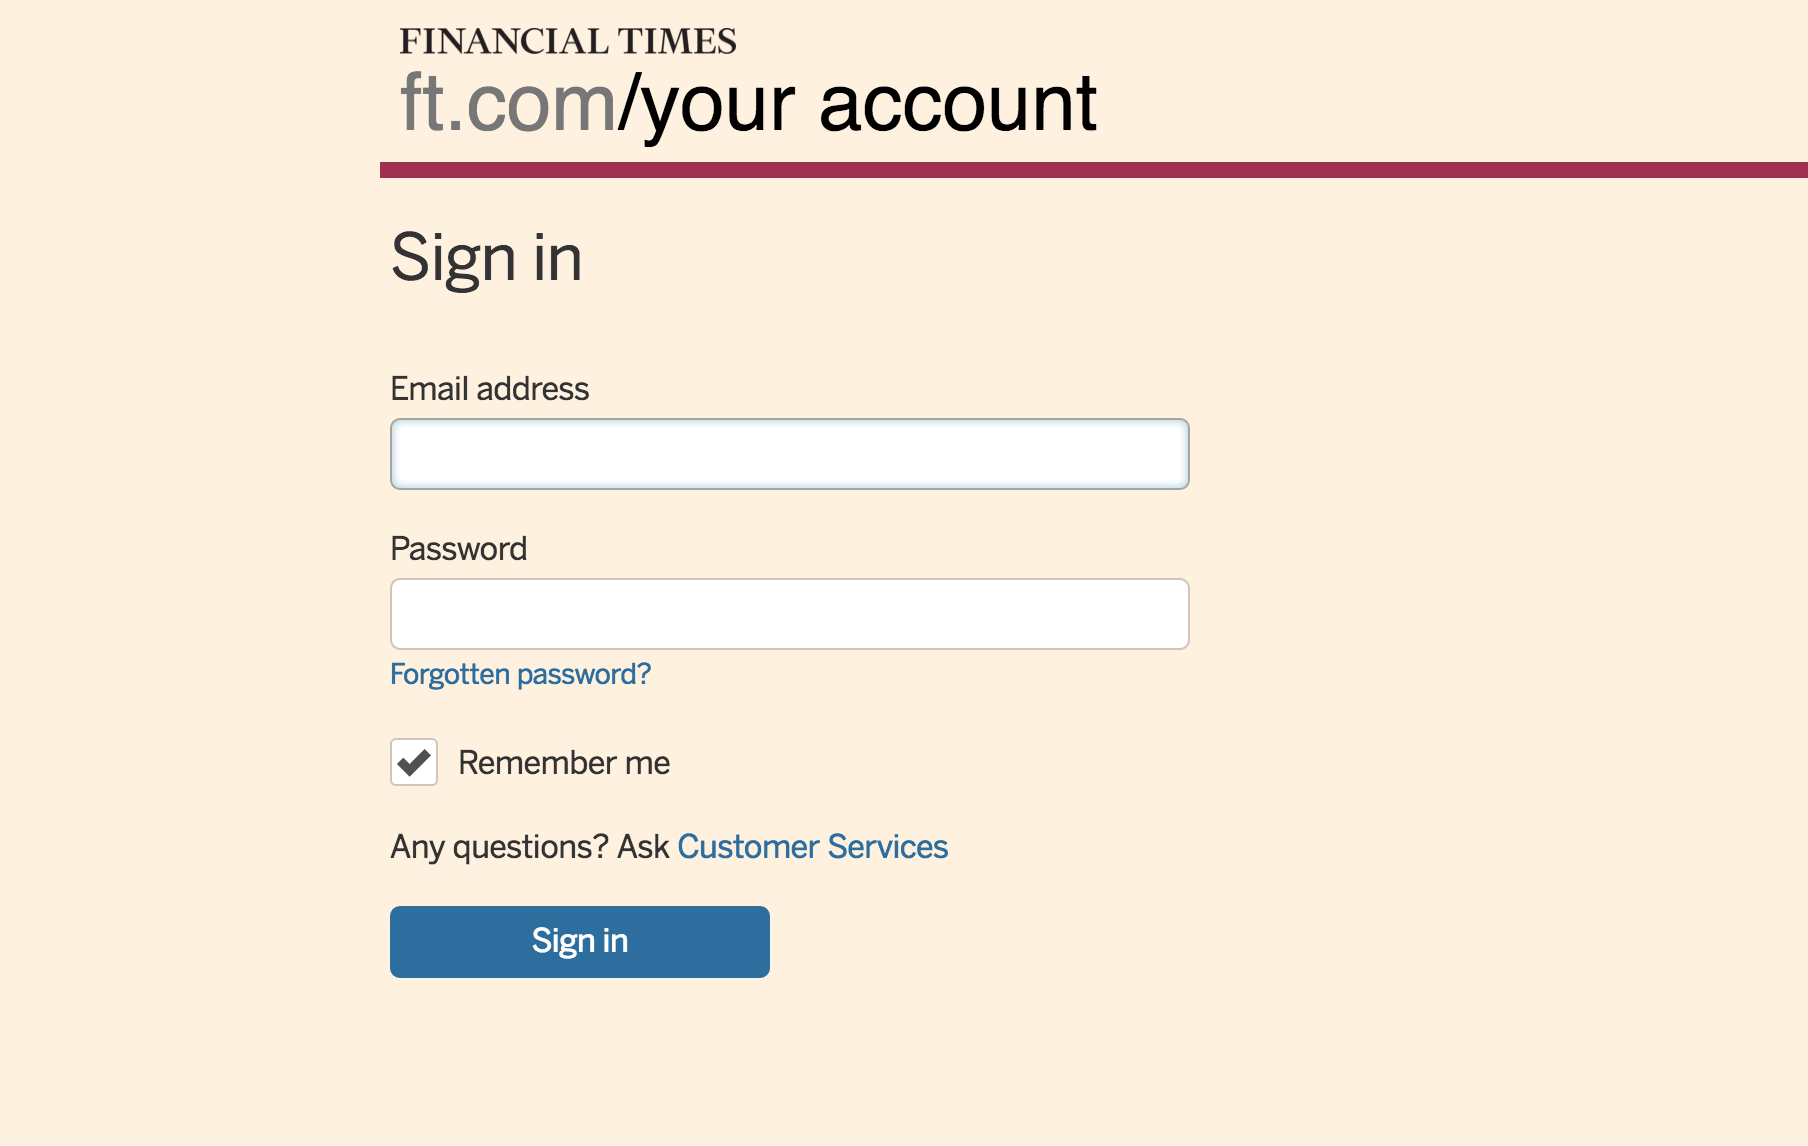 FINANCIAL TIMES
ft.com/your account
Sign in
Email address
Password
Forgotten password?
Remember me
Any questions? Ask Customer Services
Sign in